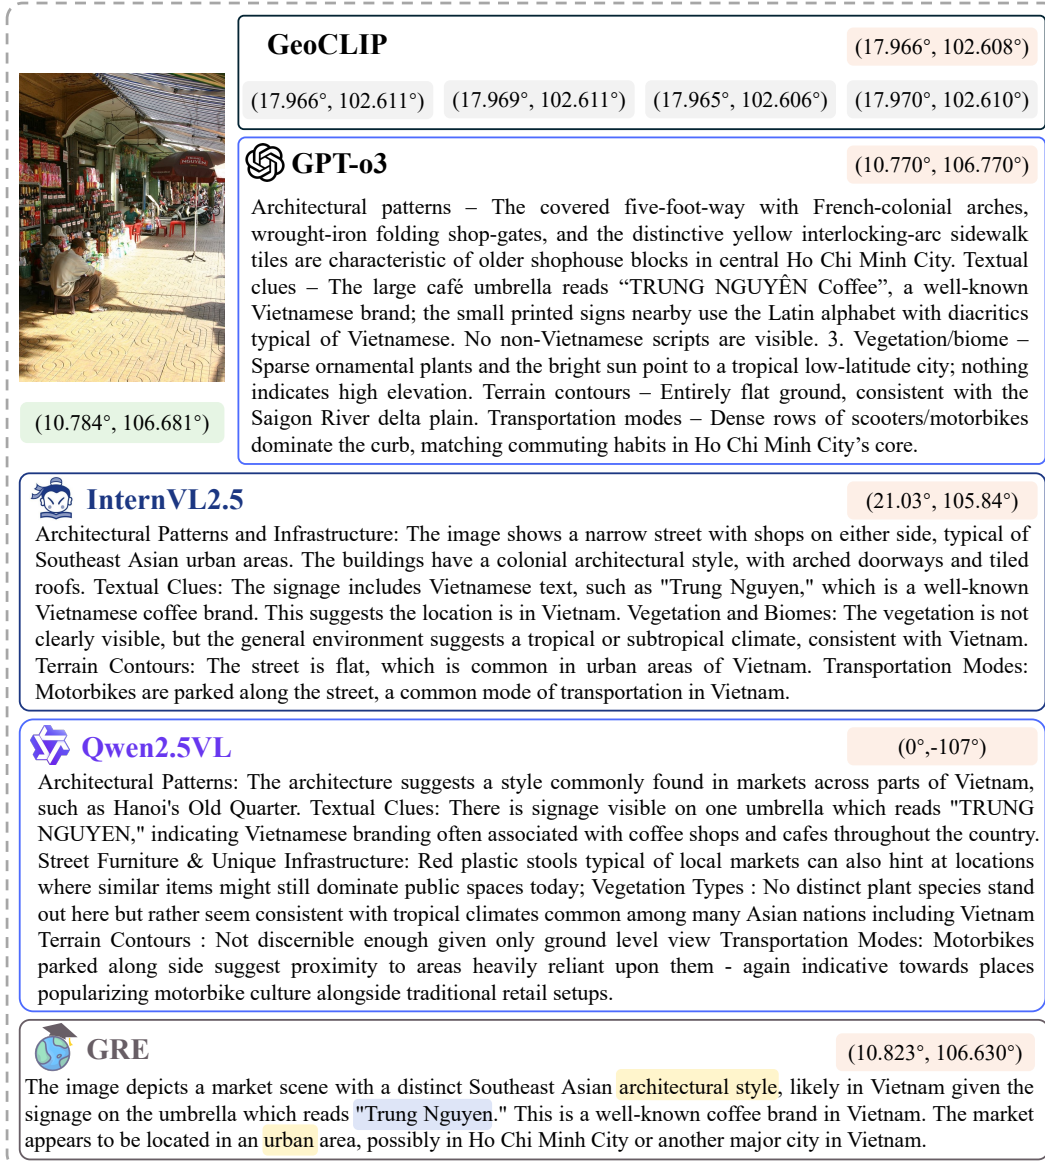 GeoCLIP
(17.966°, 102.608°)
(17.966°, 102.611°) (17.969°, 102.611°) (17.965°, 102.606°) (17.970°, 102.610°)
TRUNG NGUYEN
(10.784°, 106.681°)
GPT-o3
(10.770°, 106.770°)
Architectural patterns – The covered five-foot-way with French-colonial arches,
wrought-iron folding shop-gates, and the distinctive yellow interlocking-arc sidewalk
tiles are characteristic of older shophouse blocks in central Ho Chi Minh City. Textual
clues – The large café umbrella reads “TRUNG NGUYÊN Coffee”, a well-known
Vietnamese brand; the small printed signs nearby use the Latin alphabet with diacritics
typical of Vietnamese. No non-Vietnamese scripts are visible. 3. Vegetation/biome –
Sparse ornamental plants and the bright sun point to a tropical low-latitude city; nothing
indicates high elevation. Terrain contours – Entirely flat ground, consistent with the
Saigon River delta plain. Transportation modes – Dense rows of scooters/motorbikes
dominate the curb, matching commuting habits in Ho Chi Minh City’s core.
InternVL2.5
(21.03°, 105.84°)
Architectural Patterns and Infrastructure: The image shows a narrow street with shops on either side, typical of
Southeast Asian urban areas. The buildings have a colonial architectural style, with arched doorways and tiled
roofs. Textual Clues: The signage includes Vietnamese text, such as "Trung Nguyen," which is a well-known
Vietnamese coffee brand. This suggests the location is in Vietnam. Vegetation and Biomes: The vegetation is not
clearly visible, but the general environment suggests a tropical or subtropical climate, consistent with Vietnam.
Terrain Contours: The street is flat, which is common in urban areas of Vietnam. Transportation Modes:
Motorbikes are parked along the street, a common mode of transportation in Vietnam.
Qwen2.5VL
(0°,-107°)
Architectural Patterns: The architecture suggests a style commonly found in markets across parts of Vietnam,
such as Hanoi's Old Quarter. Textual Clues: There is signage visible on one umbrella which reads "TRUNG
NGUYEN," indicating Vietnamese branding often associated with coffee shops and cafes throughout the country.
Street Furniture & Unique Infrastructure: Red plastic stools typical of local markets can also hint at locations
where similar items might still dominate public spaces today; Vegetation Types : No distinct plant species stand
out here but rather seem consistent with tropical climates common among many Asian nations including Vietnam
Terrain Contours : Not discernible enough given only ground level view Transportation Modes: Motorbikes
parked along side suggest proximity to areas heavily reliant upon them - again indicative towards places
popularizing motorbike culture alongside traditional retail setups.
GRE
(10.823°, 106.630°)
The image depicts a market scene with a distinct Southeast Asian architectural style, likely in Vietnam given the
signage on the umbrella which reads "Trung Nguyen." This is a well-known coffee brand in Vietnam. The market
appears to be located in an urban area, possibly in Ho Chi Minh City or another major city in Vietnam.